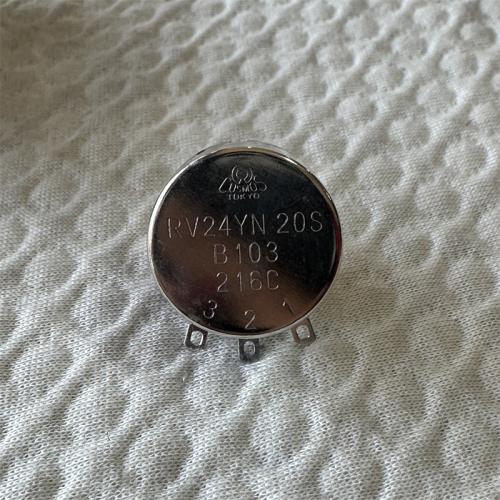 COSMOS
TOKYO
RV24YN 20S
B103
216C
3 2 1